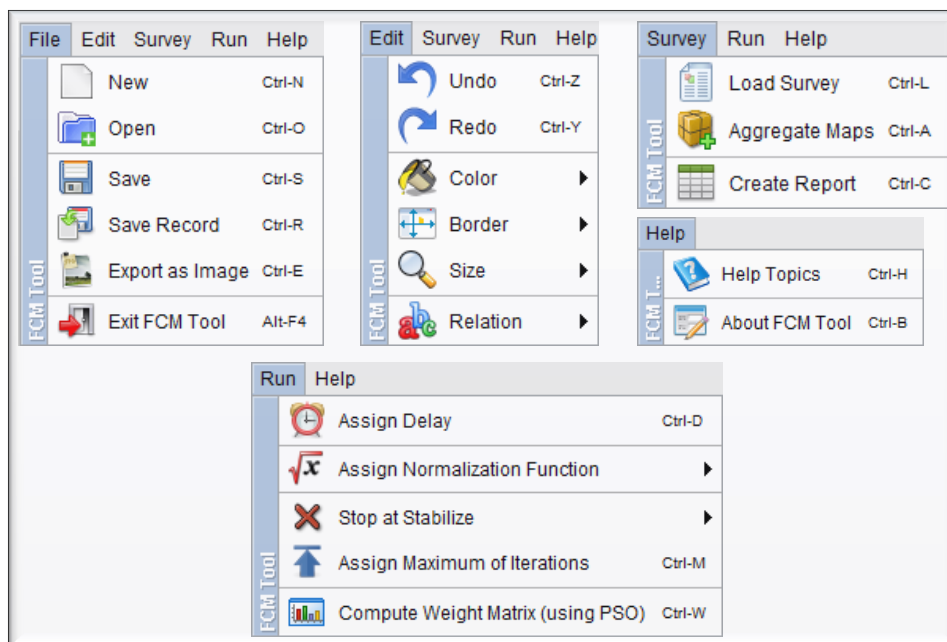 File Edit Survey Run Help
New Ctrl-N
Open Ctrl-O
Save Ctrl-S
Save Record Ctrl-R
Export as Image Ctrl-E
Exit FCM Tool Alt-F4
FCM Tool
Edit Survey Run Help
Undo Ctrl-Z
Redo Ctrl-Y
Color
Border
Size
abc Relation
FCM Tool
Survey Run Help
Load Survey Ctrl-L
Aggregate Maps Ctrl-A
Create Report Ctrl-C
FCM Tool
Help
Help Topics Ctrl-H
About FCM Tool Ctrl-B
FCM T...
Run Help
Assign Delay Ctrl-D
√x Assign Normalization Function
Stop at Stabilize
Assign Maximum of Iterations Ctrl-M
Compute Weight Matrix (using PSO) Ctrl-W
FCM Tool